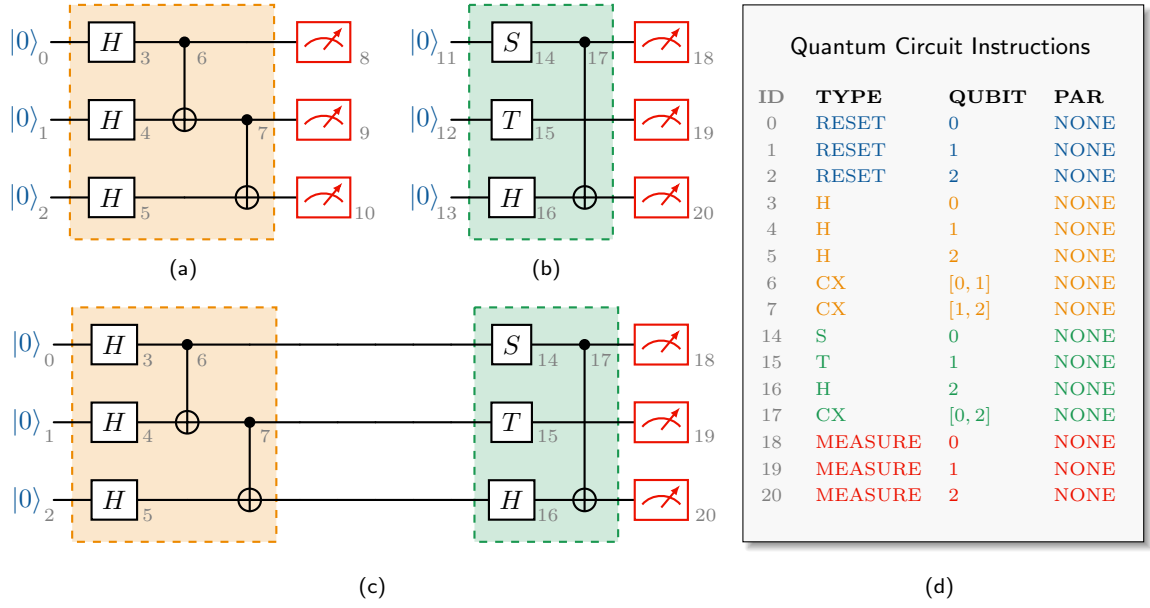 |0⟩0 H 3 6 8 |0⟩11 S 14 17 18
|0⟩1 H 4 7 9 |0⟩12 T 15 19
|0⟩2 H 5 10 |0⟩13 H 16 20
(a) (b)
|0⟩0 H 3 6 S 14 17 18
|0⟩1 H 4 7 T 15 19
|0⟩2 H 5 H 16 20
(c)
Quantum Circuit Instructions
ID TYPE QUBIT PAR
0 RESET 0 NONE
1 RESET 1 NONE
2 RESET 2 NONE
3 H 0 NONE
4 H 1 NONE
5 H 2 NONE
6 CX [0, 1] NONE
7 CX [1, 2] NONE
14 S 0 NONE
15 T 1 NONE
16 H 2 NONE
17 CX [0, 2] NONE
18 MEASURE 0 NONE
19 MEASURE 1 NONE
20 MEASURE 2 NONE
(d)